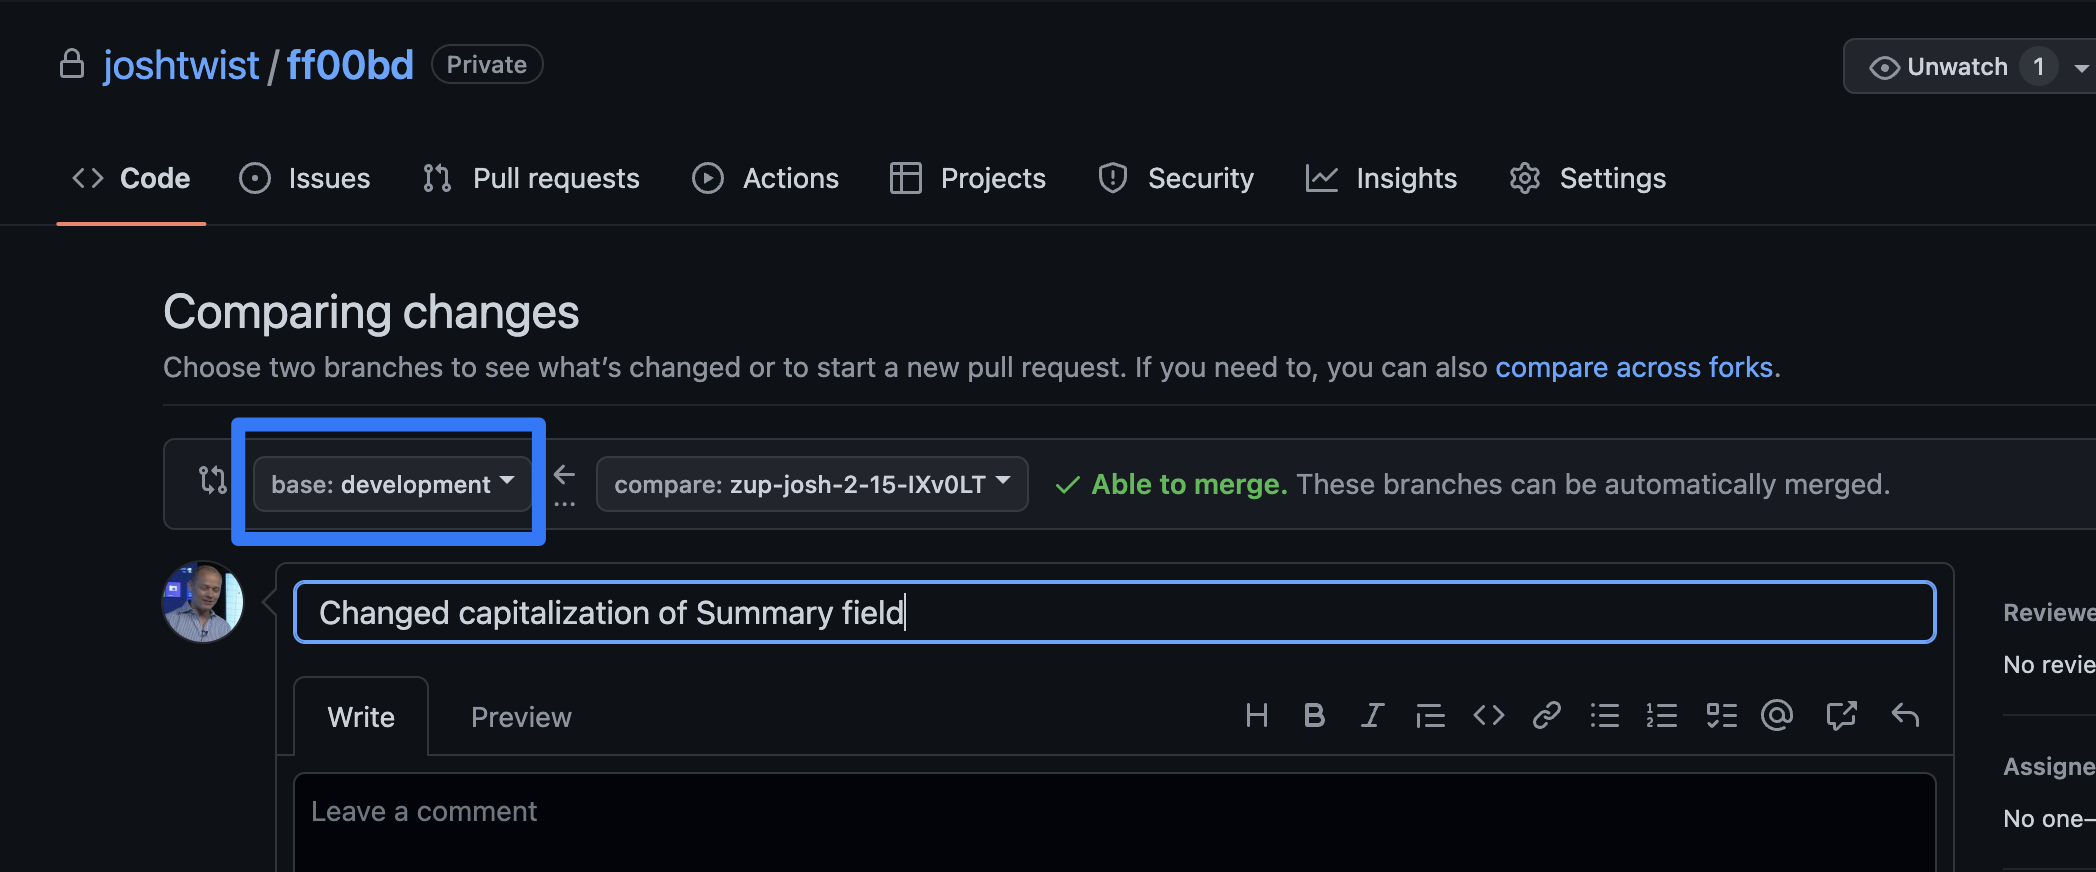 joshtwist / ff00bd Private Unwatch 1
Code Issues Pull requests Actions Projects Security Insights Settings
Comparing changes
Choose two branches to see what’s changed or to start a new pull request. If you need to, you can also compare across forks.
base: development ... compare: zup-josh-2-15-IXv0LT Able to merge. These branches can be automatically merged.
Changed capitalization of Summary field
Reviewe
No revie
Write Preview
Assigne
Leave a comment
No one–